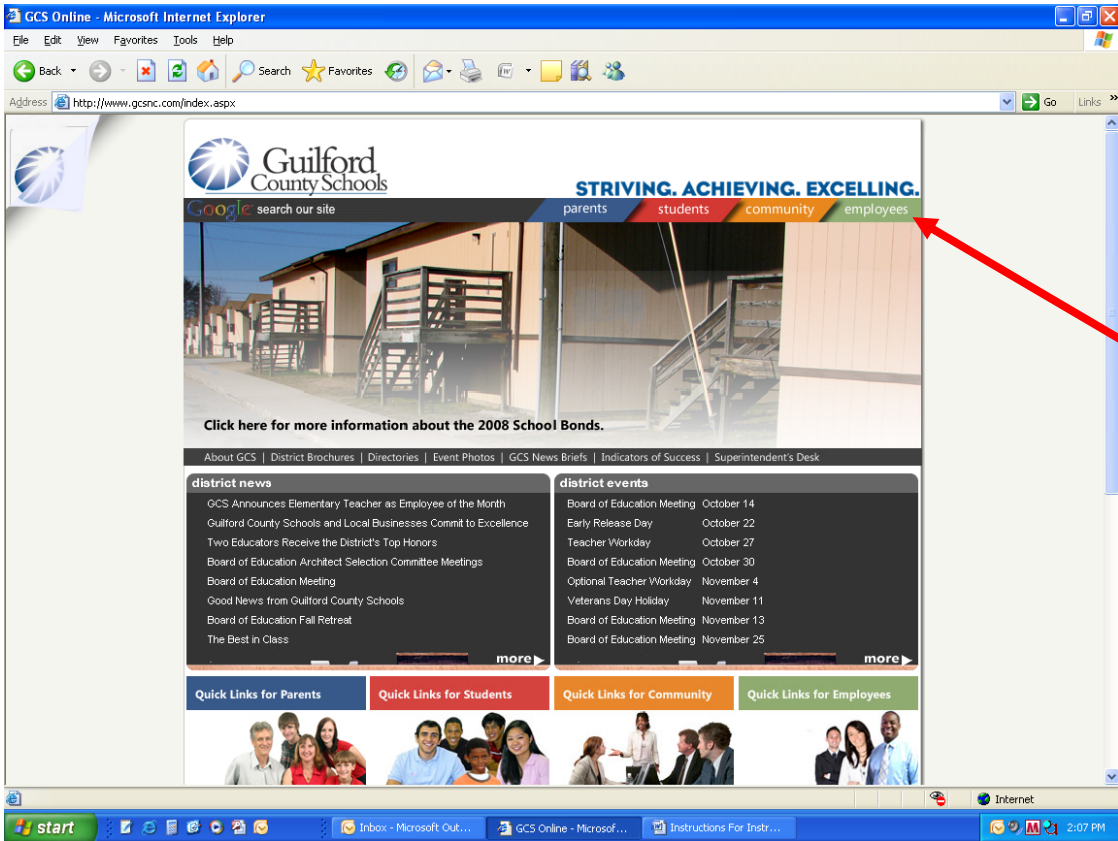 GCS Online - Microsoft Internet Explorer
File Edit View Favorites Tools Help
Back Search Favorites
Address http://www.gcsnc.com/index.aspx Go Links »
Guilford
County Schools
STRIVING. ACHIEVING. EXCELLING.
Google search our site parents students community employees
Click here for more information about the 2008 School Bonds.
About GCS | District Brochures | Directories | Event Photos | GCS News Briefs | Indicators of Success | Superintendent's Desk
district news
GCS Announces Elementary Teacher as Employee of the Month
Guilford County Schools and Local Businesses Commit to Excellence
Two Educators Receive the District's Top Honors
Board of Education Architect Selection Committee Meetings
Board of Education Meeting
Good News from Guilford County Schools
Board of Education Fall Retreat
The Best in Class
more
district events
Board of Education Meeting October 14
Early Release Day October 22
Teacher Workday October 27
Board of Education Meeting October 30
Optional Teacher Workday November 4
Veterans Day Holiday November 11
Board of Education Meeting November 13
Board of Education Meeting November 25
more
Quick Links for Parents Quick Links for Students Quick Links for Community Quick Links for Employees
Internet
start Inbox - Microsoft Out... GCS Online - Microsof... Instructions For Instr... 2:07 PM